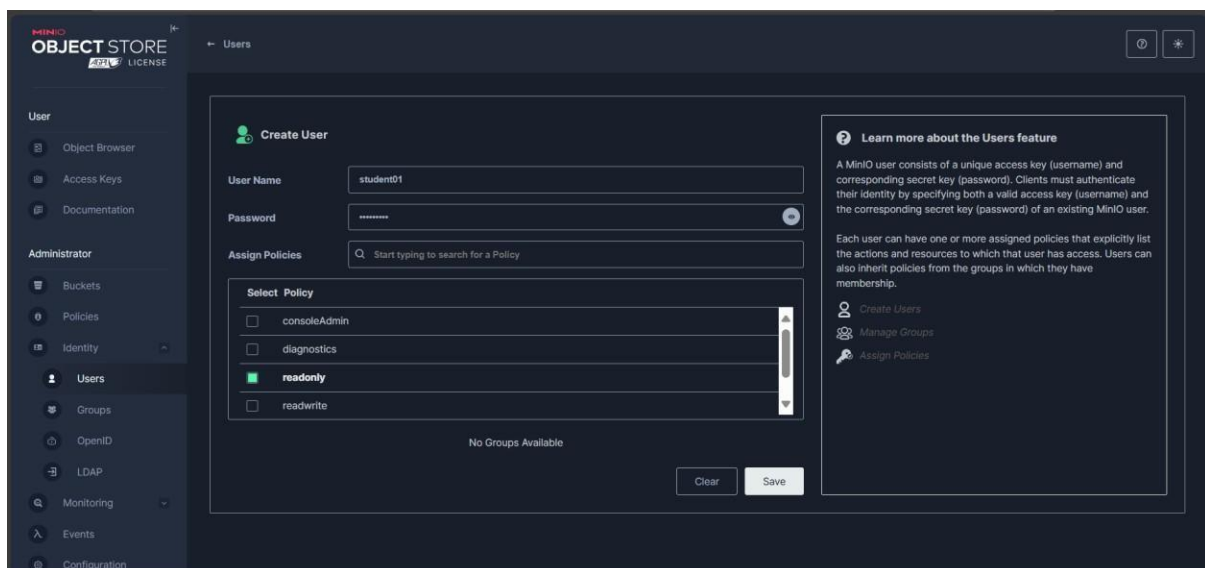 MINIO
OBJECT STORE
AGPL LICENSE
← Users
User
Object Browser
Access Keys
Documentation
Administrator
Buckets
Policies
Identity
Users
Groups
OpenID
LDAP
Monitoring
Events
Configuration
Create User
User Name
student01
Password
•••••••••
Assign Policies
Start typing to search for a Policy
Select Policy
consoleAdmin
diagnostics
readonly
readwrite
No Groups Available
Clear
Save
Learn more about the Users feature
A MinIO user consists of a unique access key (username) and
corresponding secret key (password). Clients must authenticate
their identity by specifying both a valid access key (username) and
the corresponding secret key (password) of an existing MinIO user.
Each user can have one or more assigned policies that explicitly list
the actions and resources to which that user has access. Users can
also inherit policies from the groups in which they have
membership.
Create Users
Manage Groups
Assign Policies